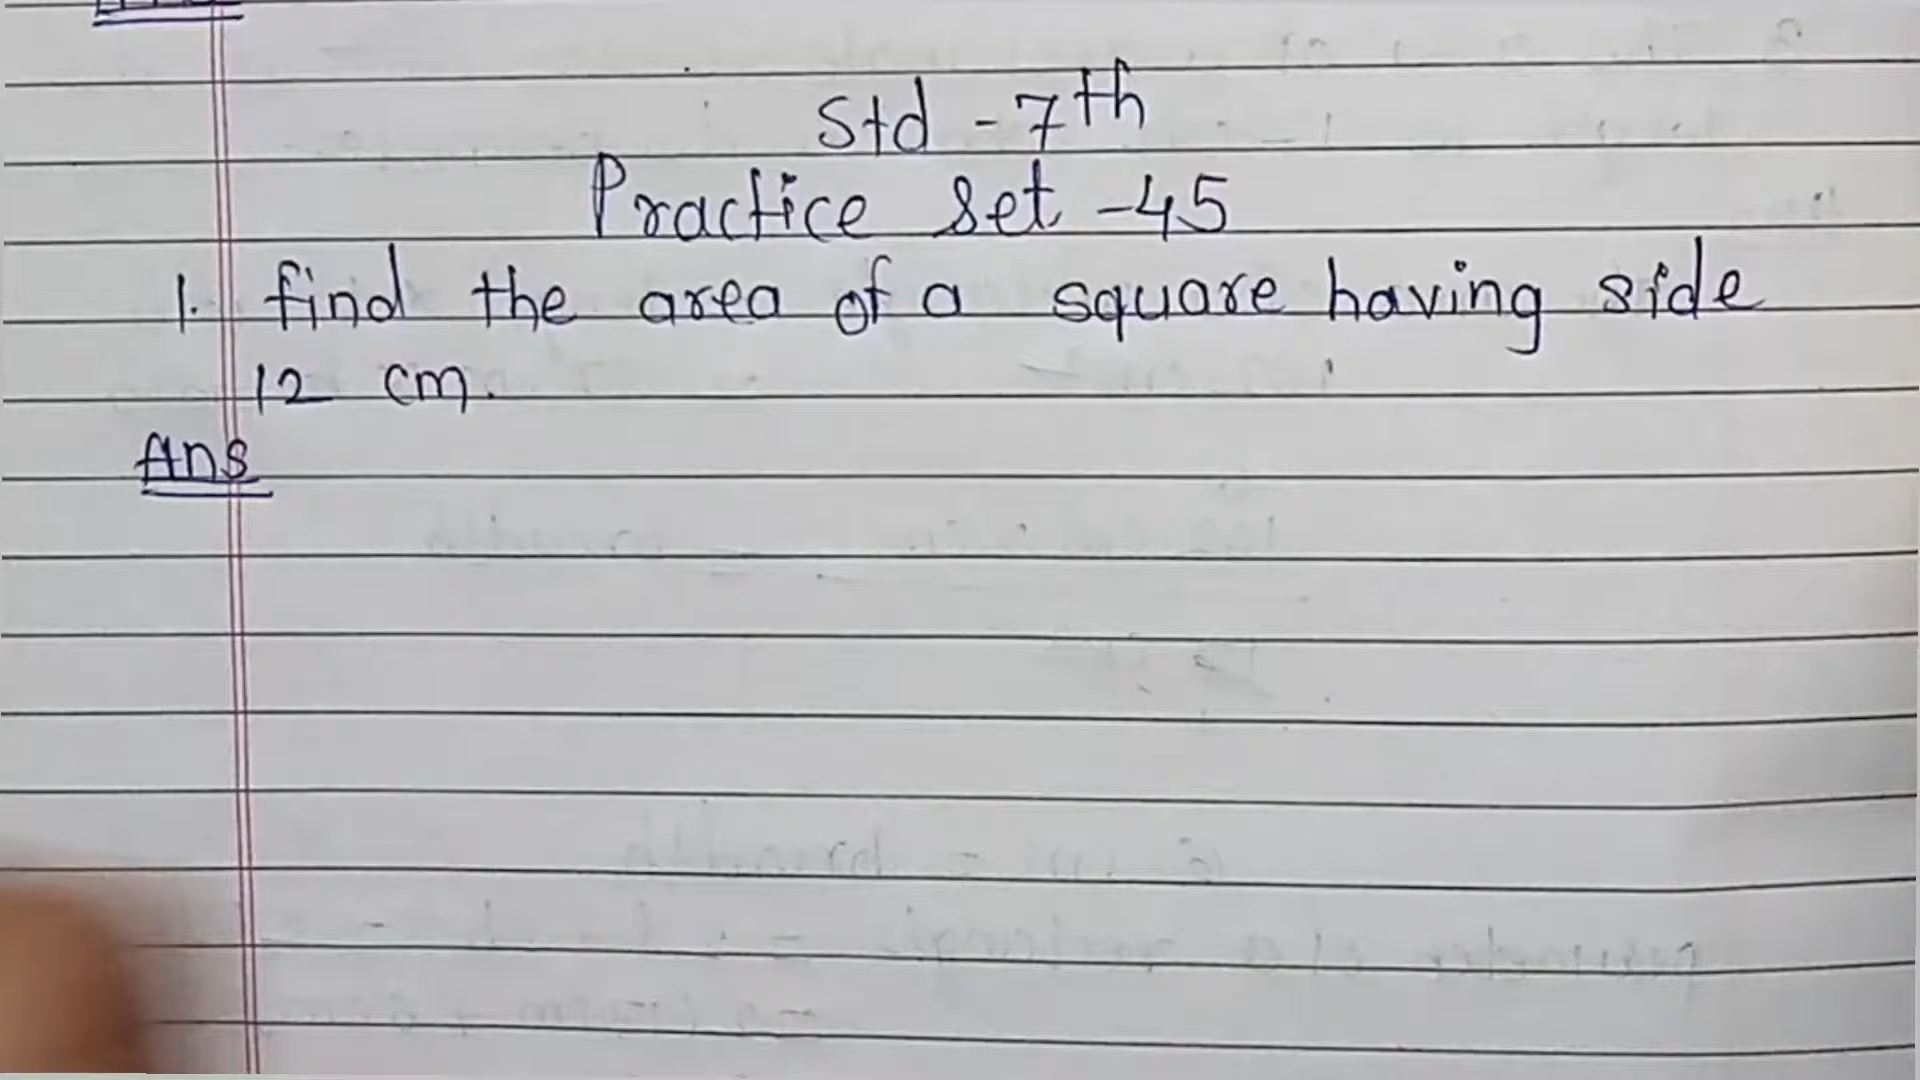 Std - 7th
Practice set - 45
1. find the area of a square having side
12 cm.
Ans